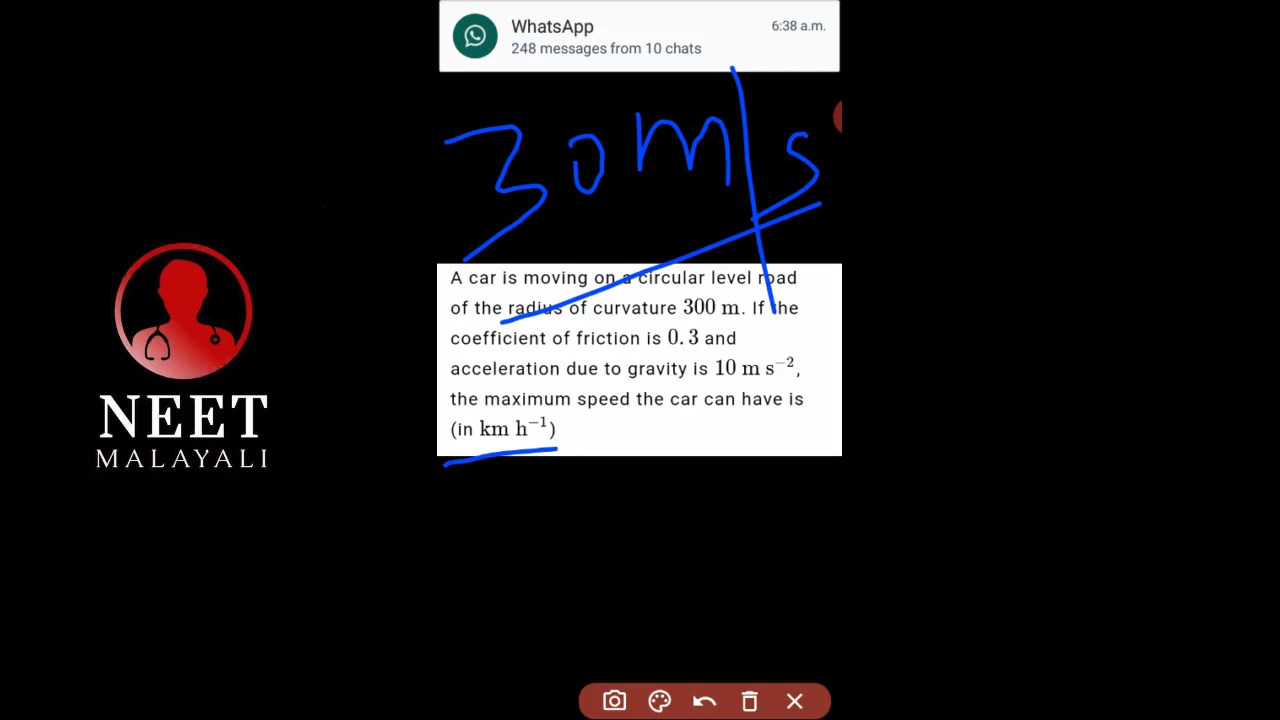 WhatsApp 6:38 a.m.
248 messages from 10 chats
30 m/s
A car is moving on a circular level road
of the radius of curvature 300 m. If the
coefficient of friction is 0.3 and
acceleration due to gravity is 10 m s⁻²,
the maximum speed the car can have is
(in km h⁻¹)
NEET
MALAYALI